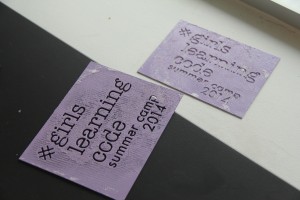 #girls
learning
code
summer camp
2014
#girls
learning
code
summer camp
2014